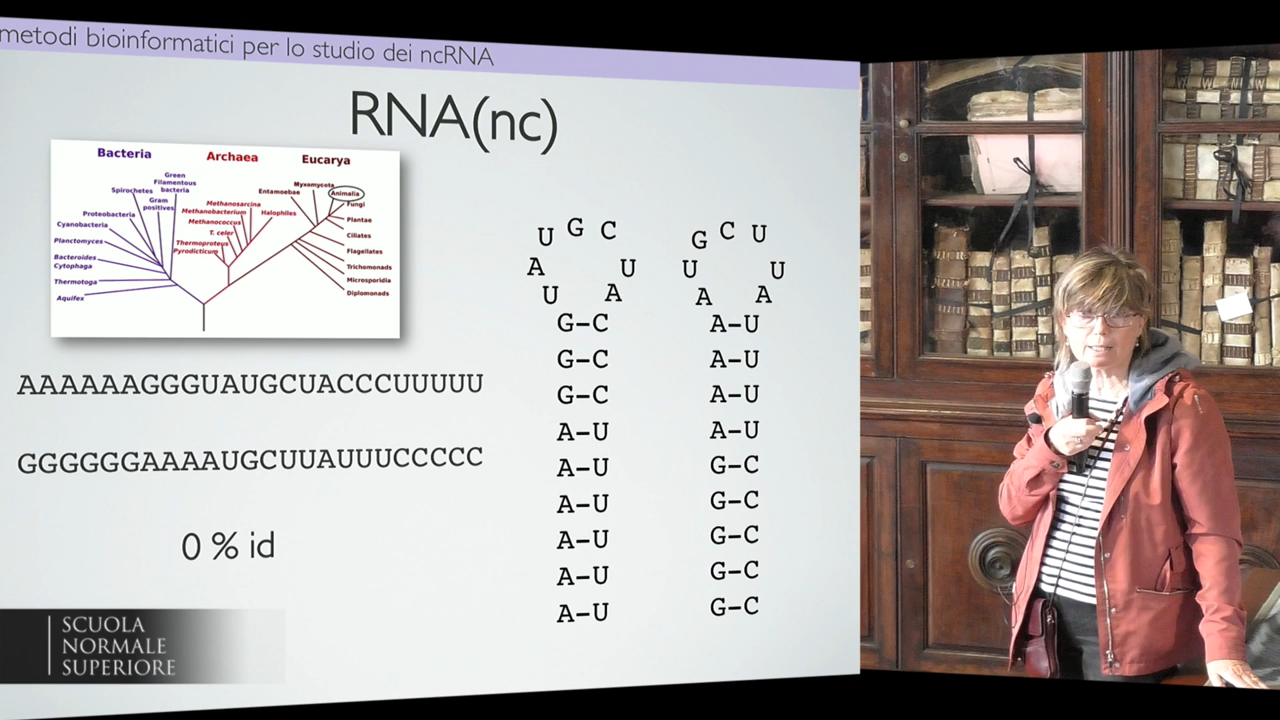 metodi bioinformatici per lo studio dei ncRNA
RNA(nc)
Bacteria Archaea Eucarya
Green
Filamentous
bacteria
Spirochetes
Gram
positives
Proteobacteria
Cyanobacteria
Planctomyces
Bacteroides
Cytophaga
Thermotoga
Aquifex
Methanosarcina
Methanobacterium
Methanococcus
T. celer
Thermoproteus
Pyrodicticum
Halophiles
Entamoebae
Myxamycota
Animalia
Fungi
Plantae
Ciliates
Flagellates
Trichomonads
Microsporidia
Diplomonads
AAAAAAGGGUAUGCUACCCUUUUU
GGGGGGAAAAUGCUUAUUUCCCCC
0 % id
U G C
A U
U A
G-C
G-C
G-C
A-U
A-U
A-U
A-U
A-U
A-U
G C U
U U
A A
A-U
A-U
A-U
A-U
G-C
G-C
G-C
G-C
G-C
SCUOLA
NORMALE
SUPERIORE